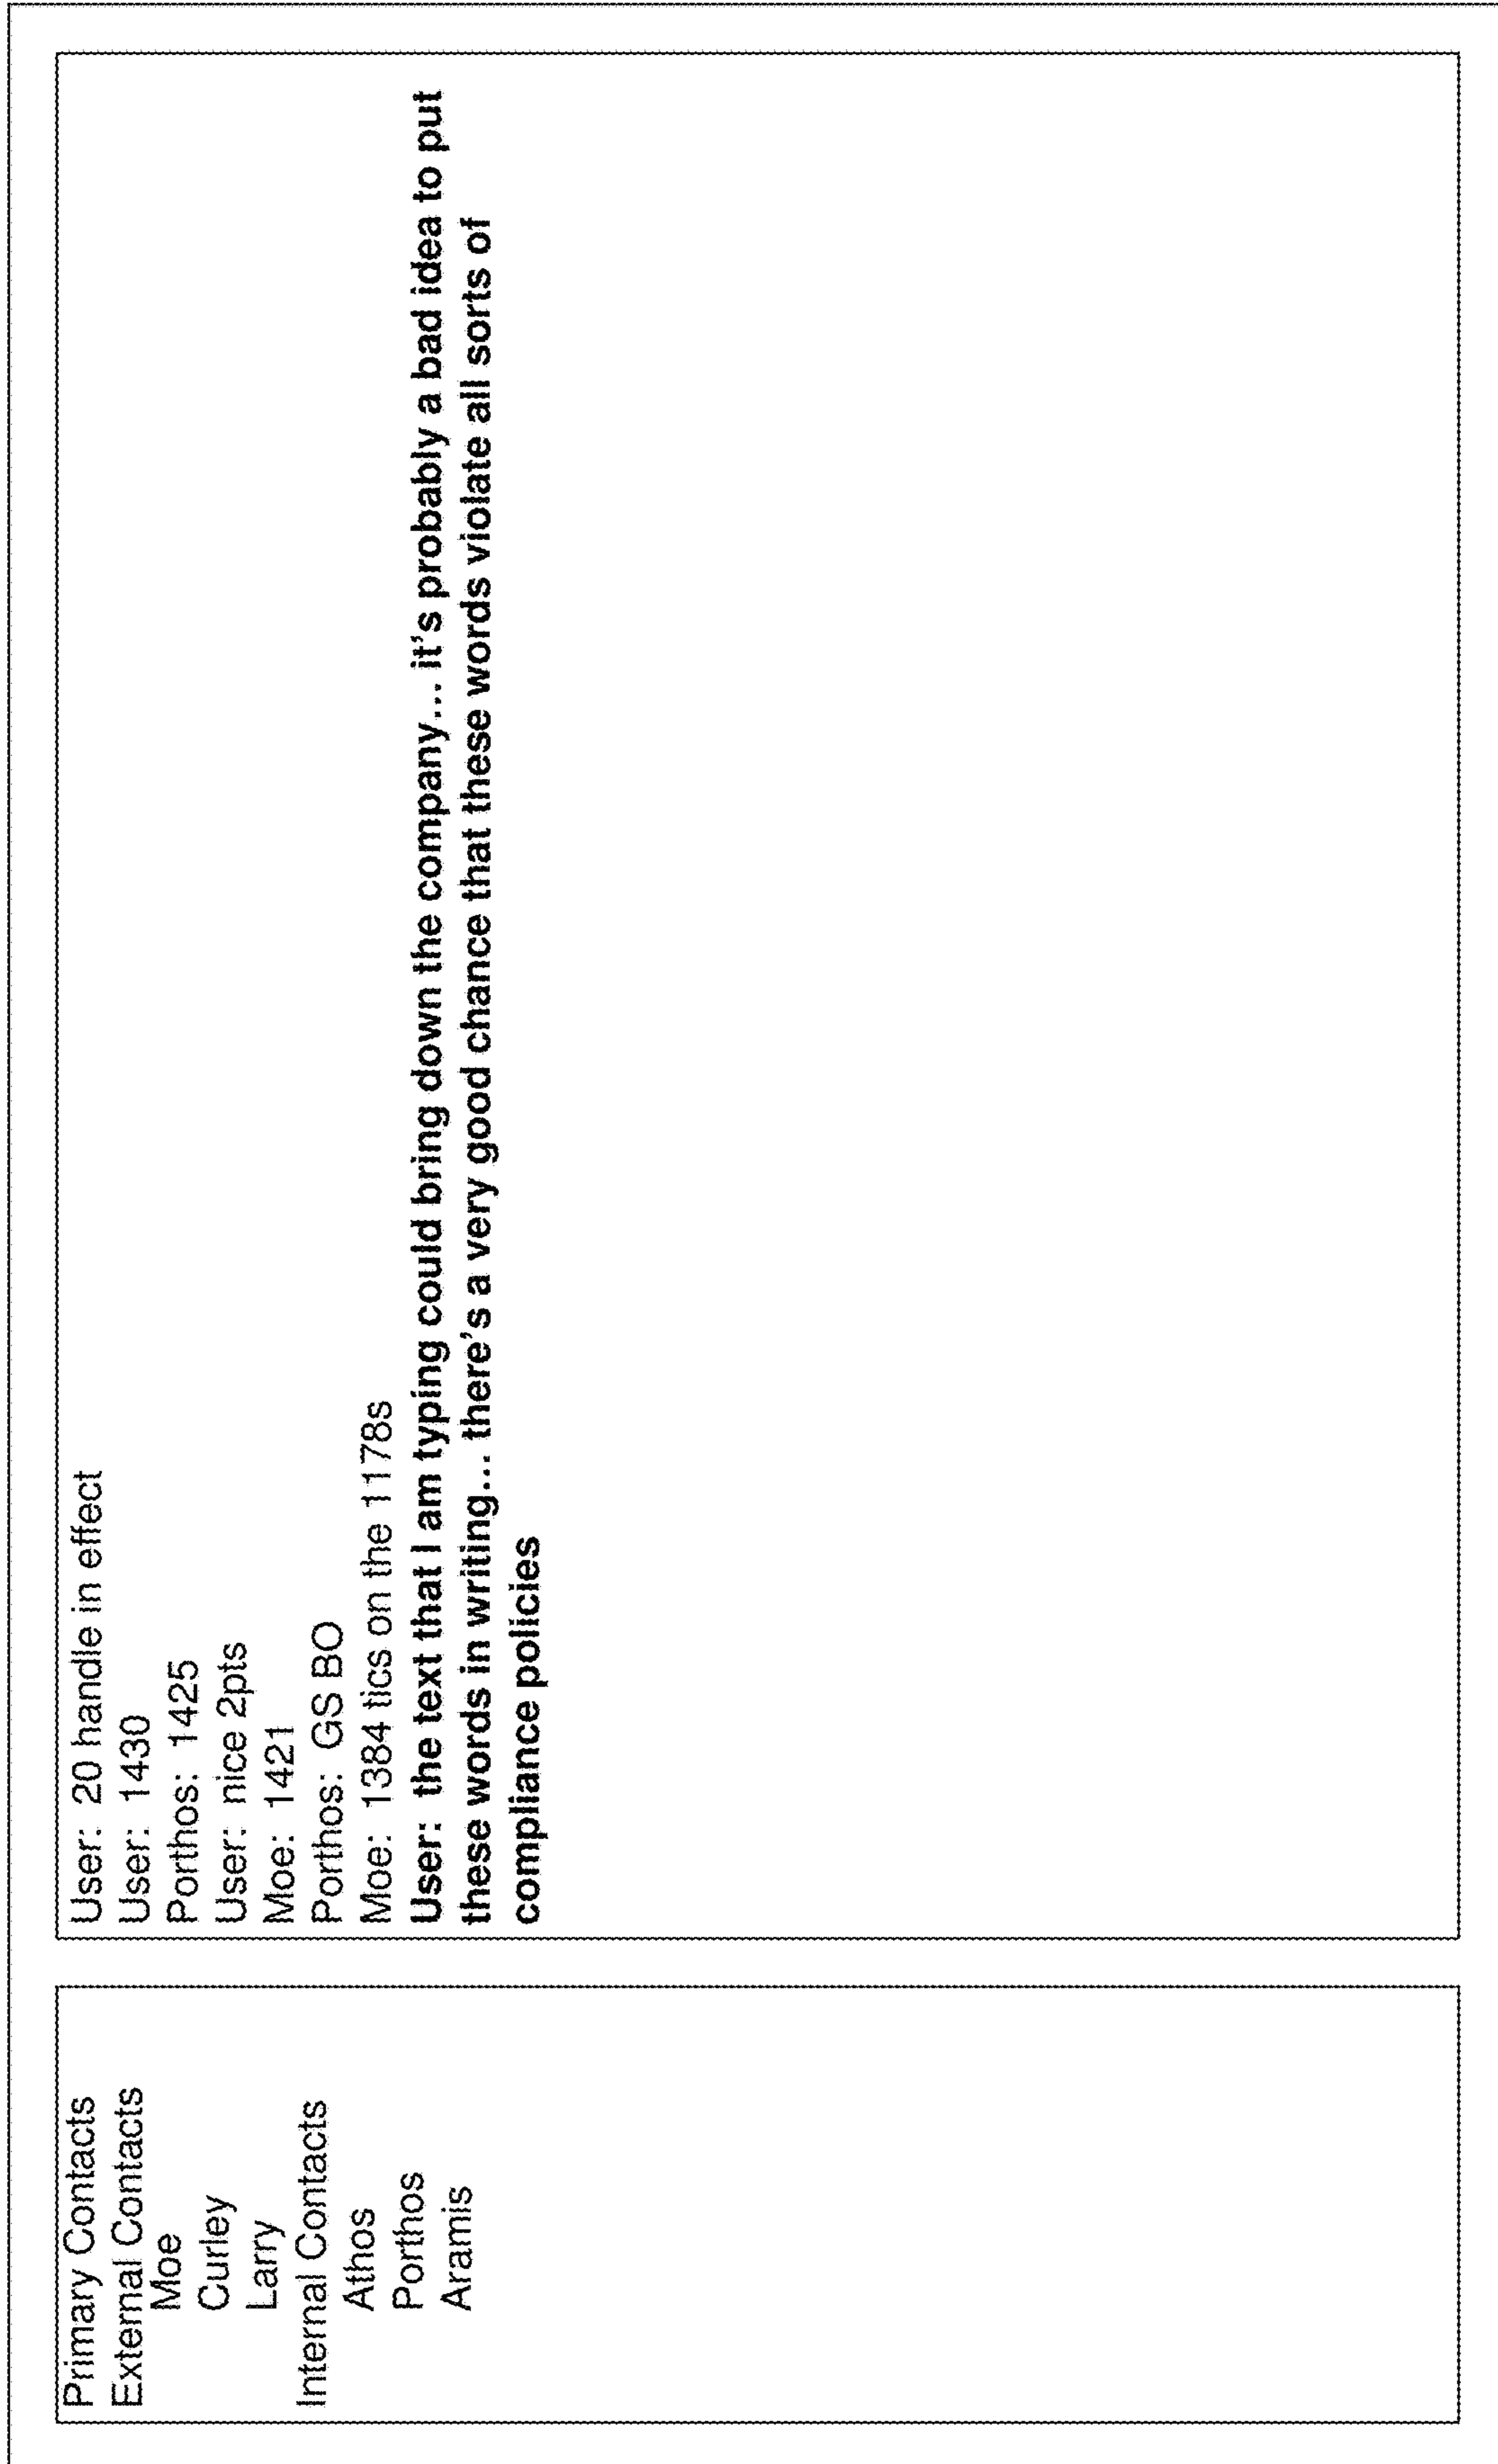 Primary Contacts
External Contacts
Moe
Curley
Larry
Internal Contacts
Athos
Porthos
Aramis
User: 20 handle in effect
User: 1430
Porthos: 1425
User: nice 2pts
Moe: 1421
Porthos: GS BO
Moe: 1384 tics on the 1178s
User: the text that I am typing could bring down the company... it's probably a bad idea to put
these words in writing... there's a very good chance that these words violate all sorts of
compliance policies